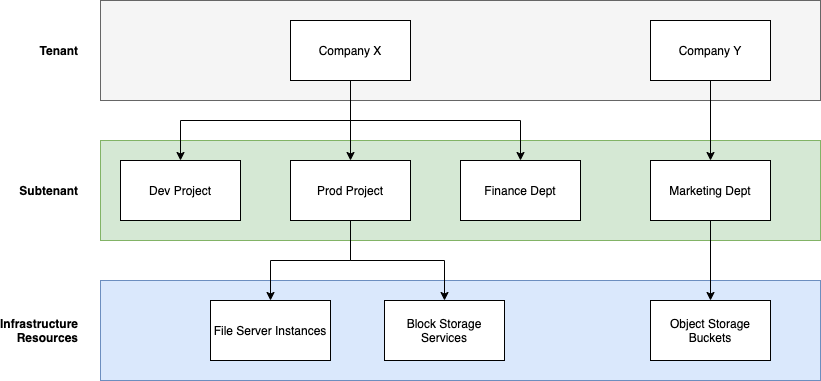 Tenant
Company X
Company Y
Subtenant
Dev Project
Prod Project
Finance Dept
Marketing Dept
Infrastructure
Resources
File Server Instances
Block Storage
Services
Object Storage
Buckets